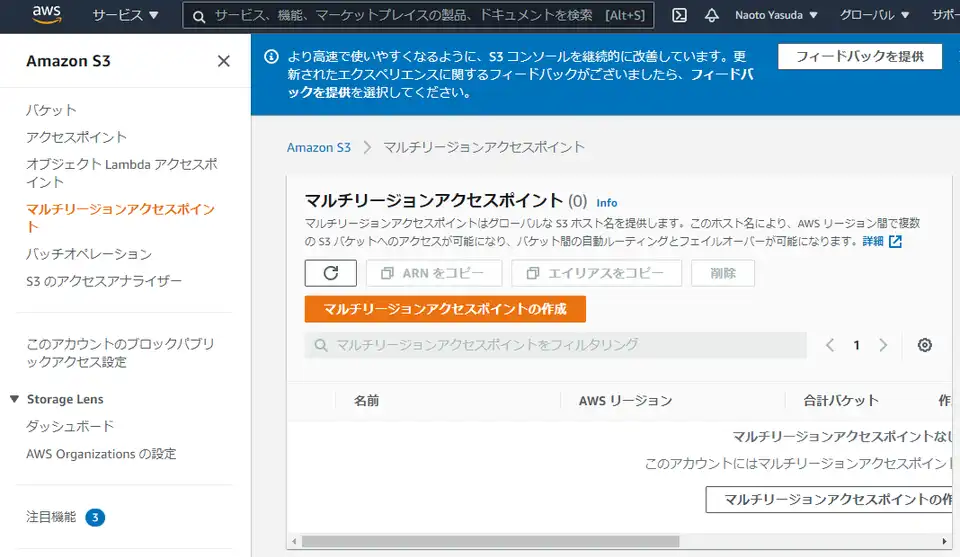 aws
サービス ▼
サービス、機能、マーケットプレイスの製品、ドキュメントを検索 [Alt+S]
Naoto Yasuda ▼
グローバル ▼
サポー
Amazon S3
バケット
アクセスポイント
オブジェクト Lambda アクセスポ
イント
マルチリージョンアクセスポイン
ト
バッチオペレーション
S3 のアクセスアナライザー
このアカウントのブロックパブリ
ックアクセス設定
▼ Storage Lens
ダッシュボード
AWS Organizations の設定
注目機能 3
より高速で使いやすくなるように、S3 コンソールを継続的に改善しています。更
新されたエクスペリエンスに関するフィードバックがございましたら、フィードバ
ックを提供を選択してください。
フィードバックを提供
Amazon S3 > マルチリージョンアクセスポイント
マルチリージョンアクセスポイント (0) Info
マルチリージョンアクセスポイントはグローバルな S3 ホスト名を提供します。このホスト名により、AWS リージョン間で複数
の S3 バケットへのアクセスが可能になり、バケット間の自動ルーティングとフェイルオーバーが可能になります。詳細
ARN をコピー
エイリアスをコピー
削除
マルチリージョンアクセスポイントの作成
マルチリージョンアクセスポイントをフィルタリング
1
名前
AWS リージョン
合計バケット
作
マルチリージョンアクセスポイントなし
このアカウントにはマルチリージョンアクセスポイント
マルチリージョンアクセスポイントの作